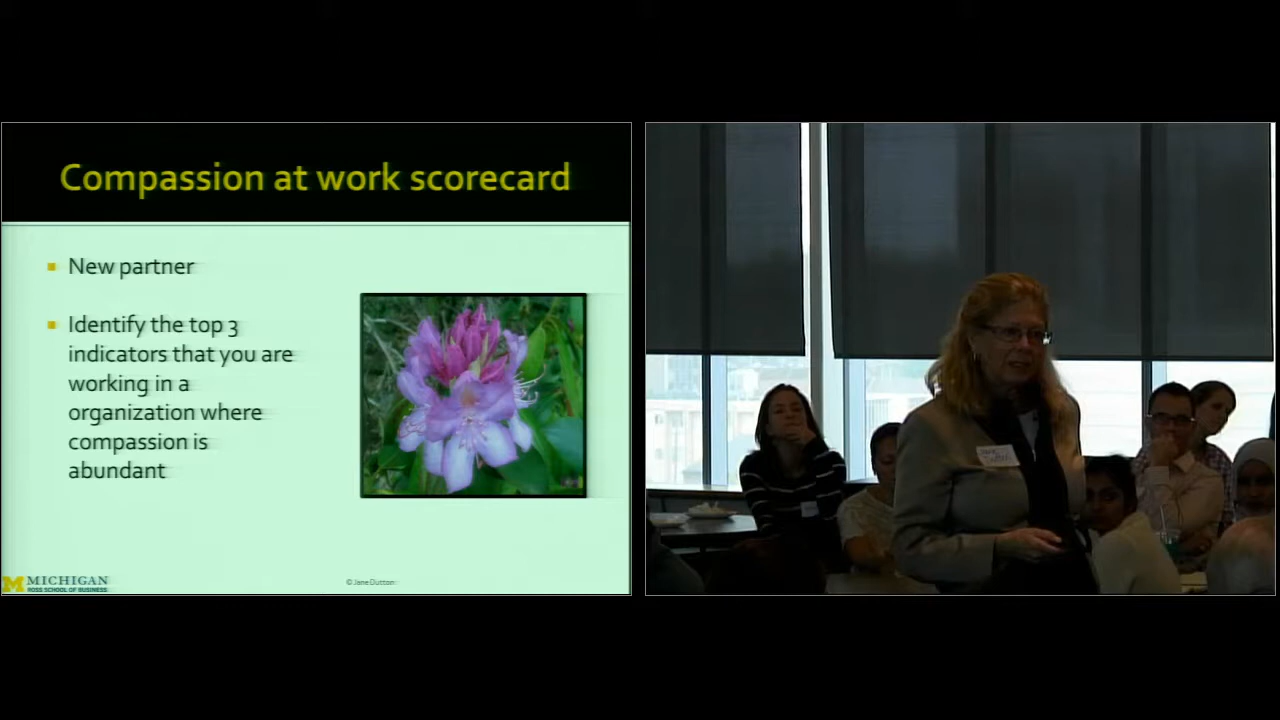 Compassion at work scorecard
New partner
Identify the top 3
indicators that you are
working in a
organization where
compassion is
abundant
M MICHIGAN
ROSS SCHOOL OF BUSINESS
© Jane Dutton